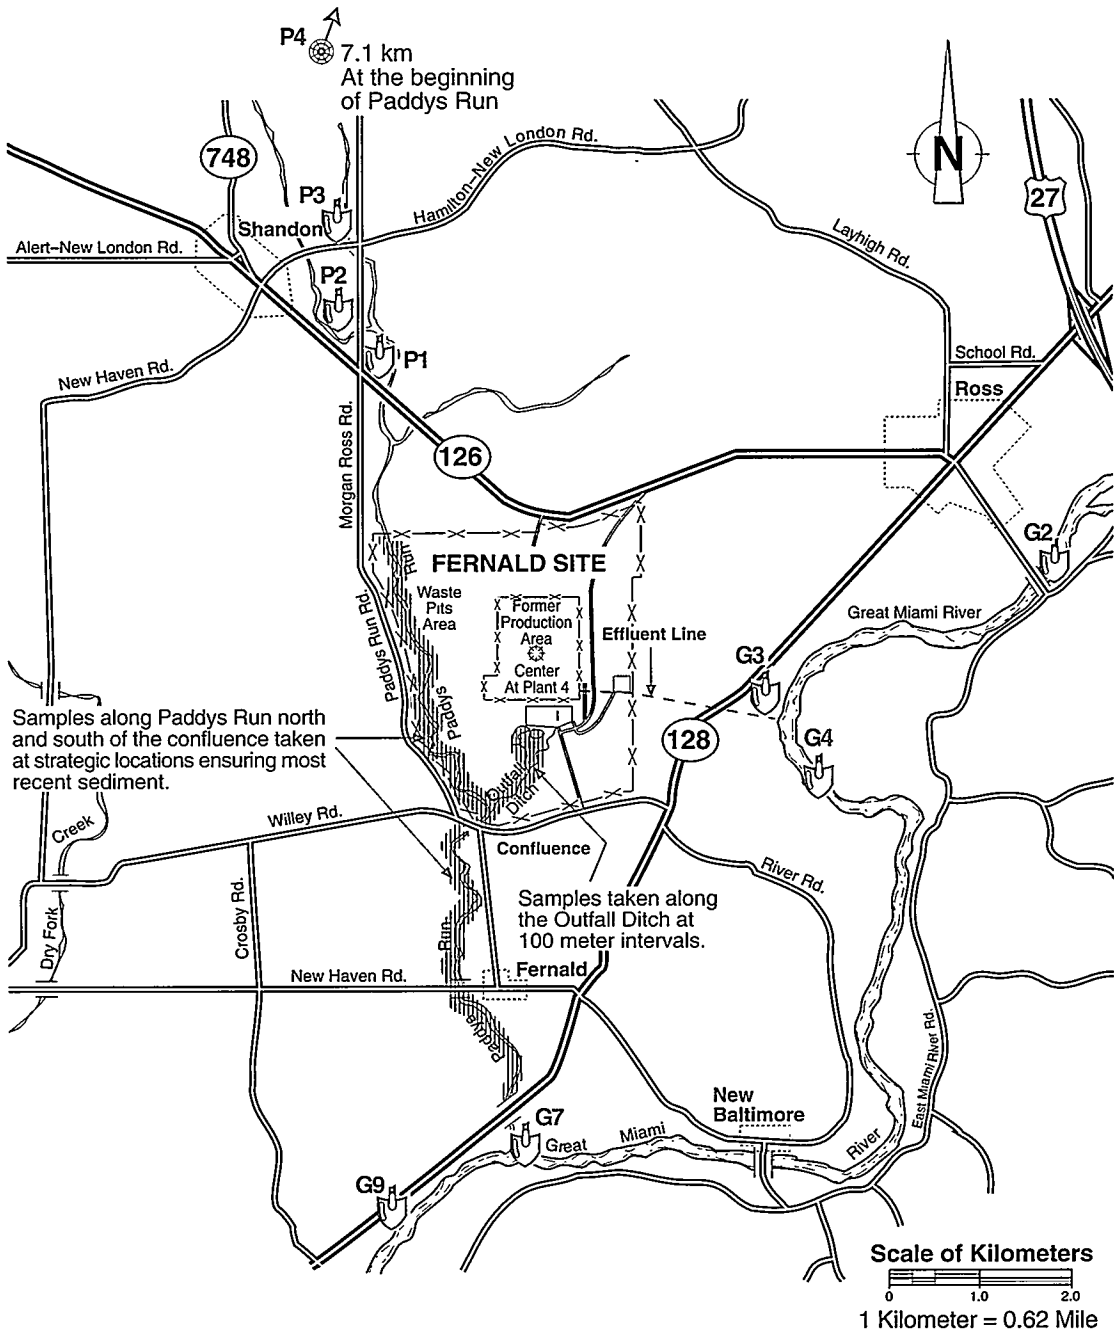 P4
7.1 km
At the beginning
of Paddys Run
748
Hamilton–New London Rd.
N
27
P3
Shandon
Alert–New London Rd.
Layhigh Rd.
P2
P1
New Haven Rd.
School Rd.
Ross
Morgan Ross Rd.
126
G2
FERNALD SITE
Run
Waste
Pits
Area
Former
Production
Area
Center
At Plant 4
Effluent Line
Great Miami River
Paddys Run Rd.
Paddys
G3
G4
128
Samples along Paddys Run north
and south of the confluence taken
at strategic locations ensuring most
recent sediment.
Outfall
Ditch
Willey Rd.
Creek
Confluence
River Rd.
Samples taken along
the Outfall Ditch at
100 meter intervals.
Crosby Rd.
Dry Fork
Run
New Haven Rd.
Fernald
Paddys
East Miami River Rd.
New
Baltimore
G7
Great
Miami
River
G9
Scale of Kilometers
0 1.0 2.0
1 Kilometer = 0.62 Mile